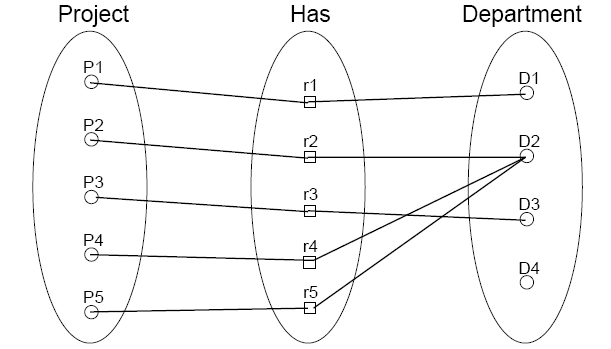 Project Has Department
P1 r1 D1
P2 r2 D2
P3 r3 D3
P4 r4 D4
P5 r5